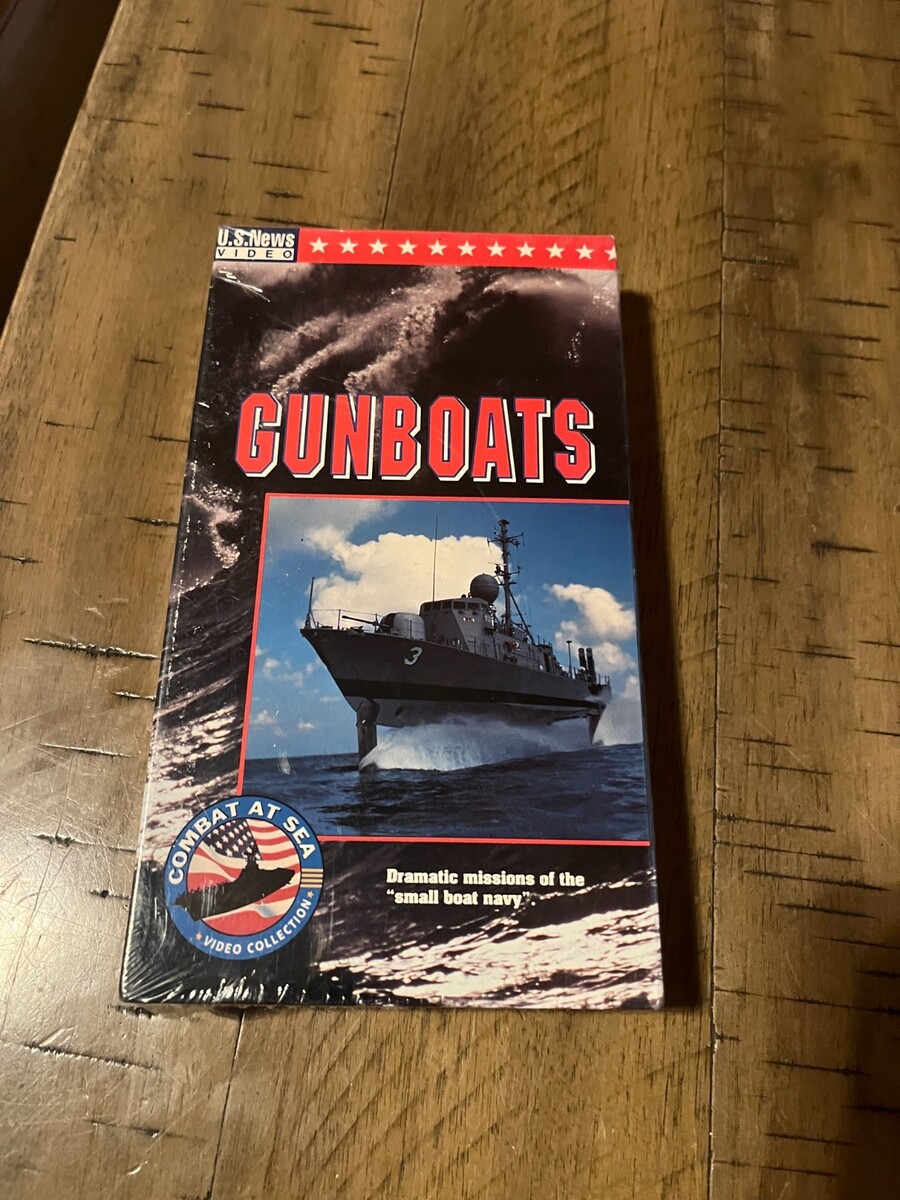 U.S.News
VIDEO
GUNBOATS
3
COMBAT AT SEA
VIDEO COLLECTION
Dramatic missions of the
"small boat navy"